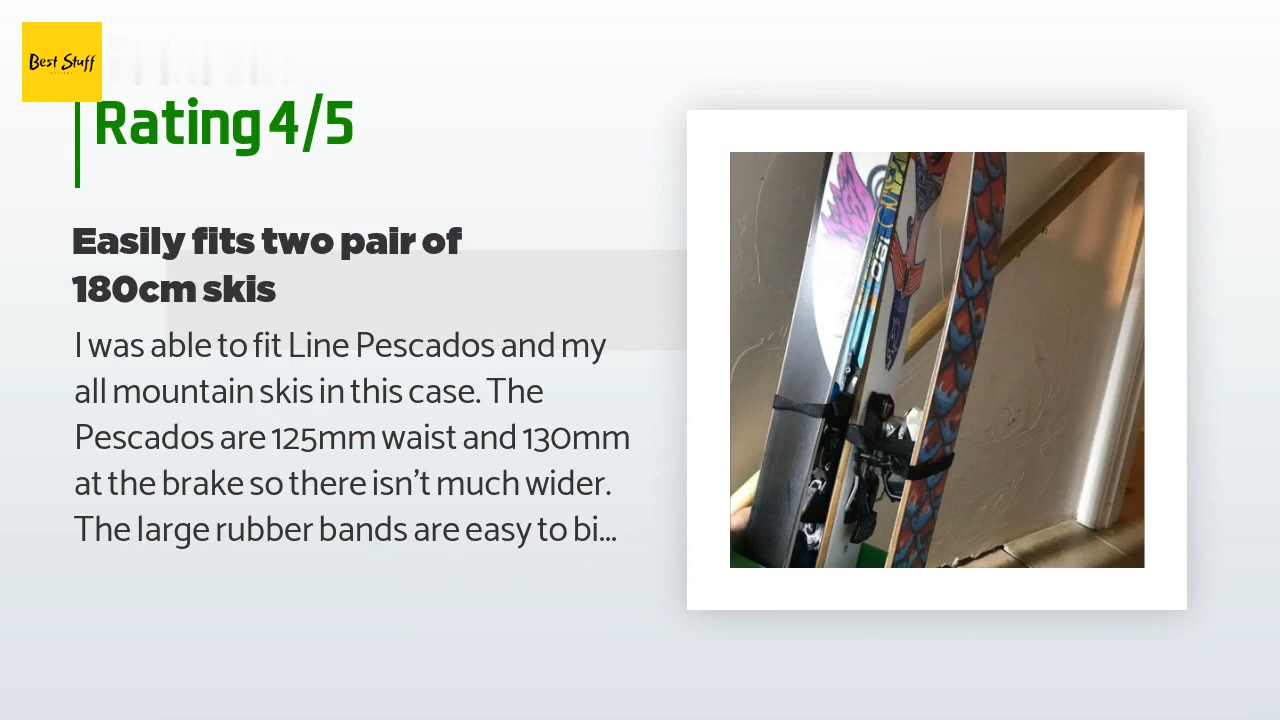 Best Stuff
Rating 4/5
Easily fits two pair of
180cm skis
I was able to fit Line Pescados and my
all mountain skis in this case. The
Pescados are 125mm waist and 130mm
at the brake so there isn’t much wider.
The large rubber bands are easy to bi...
180